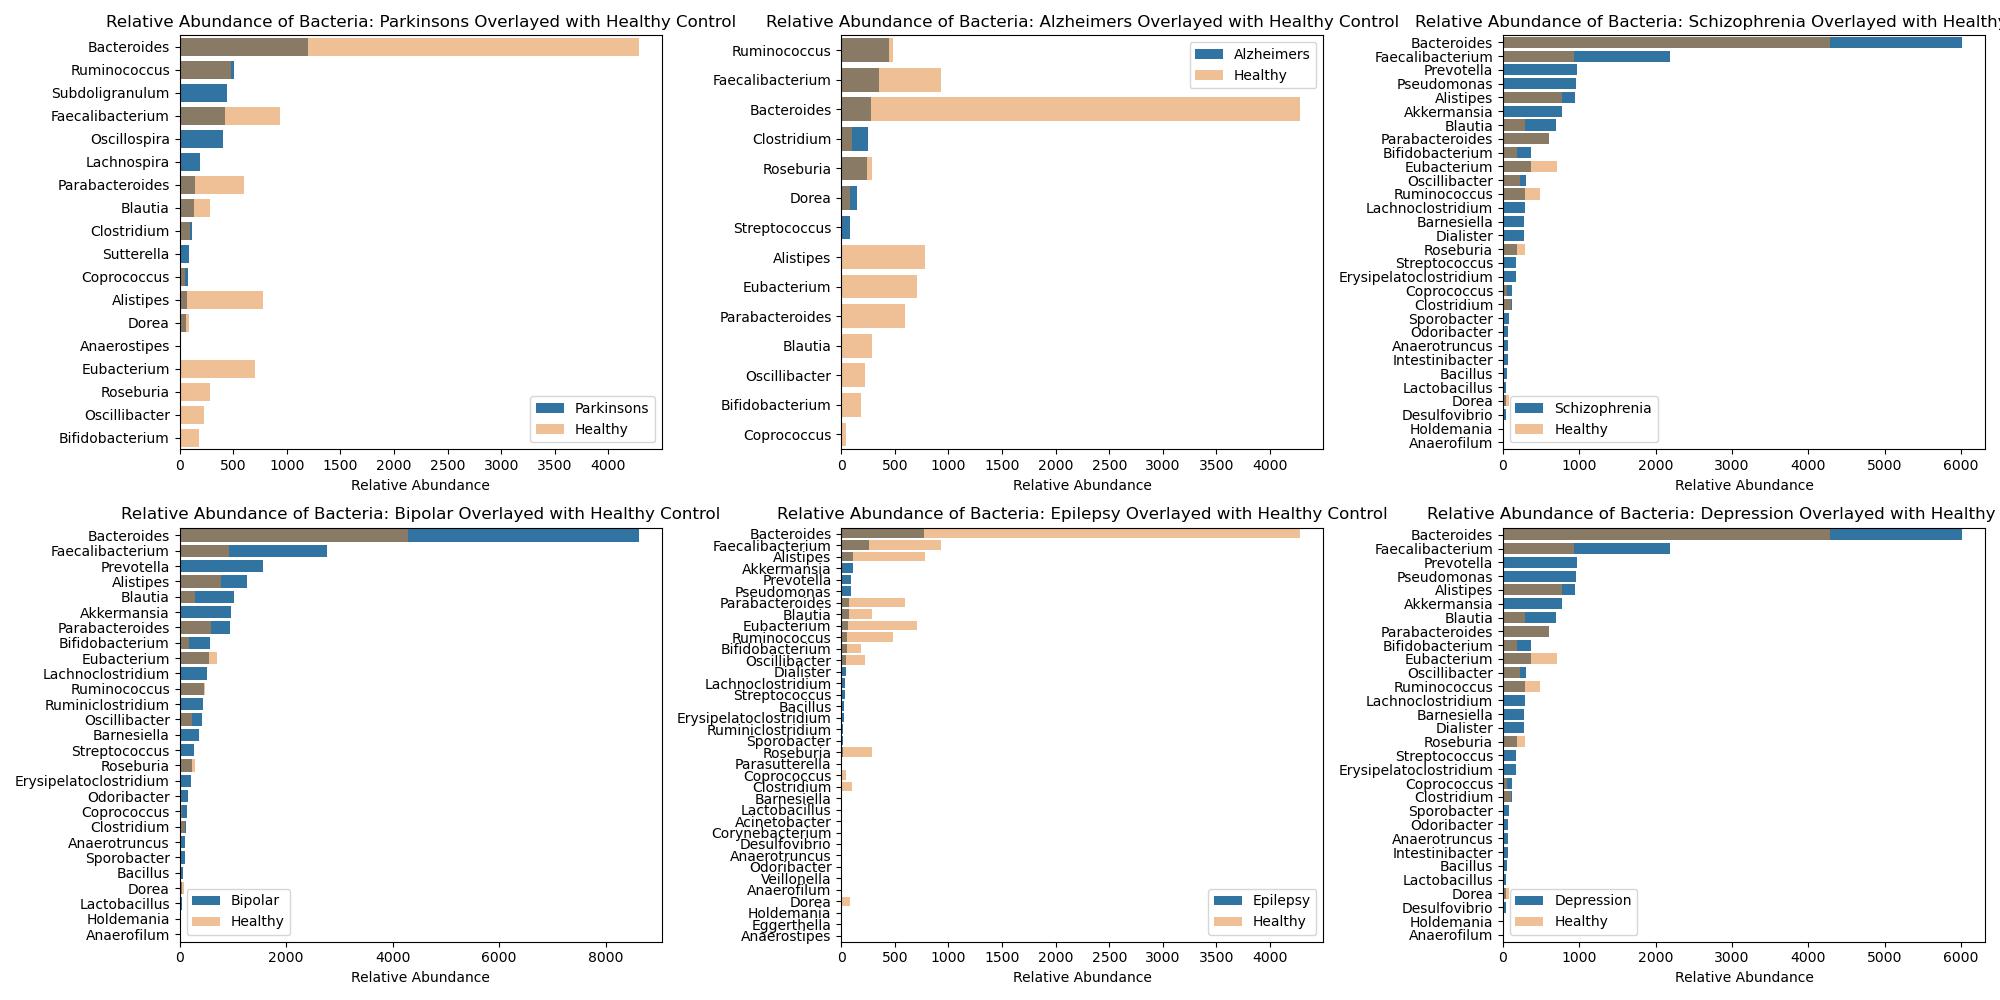 Relative Abundance of Bacteria: Parkinsons Overlayed with Healthy Control
Bacteroides
Ruminococcus
Subdoligranulum
Faecalibacterium
Oscillospira
Lachnospira
Parabacteroides
Blautia
Clostridium
Sutterella
Coprococcus
Alistipes
Dorea
Anaerostipes
Eubacterium
Roseburia
Oscillibacter
Bifidobacterium
Parkinsons
Healthy
0 500 1000 1500 2000 2500 3000 3500 4000
Relative Abundance
Relative Abundance of Bacteria: Alzheimers Overlayed with Healthy Control
Ruminococcus
Faecalibacterium
Bacteroides
Clostridium
Roseburia
Dorea
Streptococcus
Alistipes
Eubacterium
Parabacteroides
Blautia
Oscillibacter
Bifidobacterium
Coprococcus
Alzheimers
Healthy
0 500 1000 1500 2000 2500 3000 3500 4000
Relative Abundance
Relative Abundance of Bacteria: Schizophrenia Overlayed with Healthy
Bacteroides
Faecalibacterium
Prevotella
Pseudomonas
Alistipes
Akkermansia
Blautia
Parabacteroides
Bifidobacterium
Eubacterium
Oscillibacter
Ruminococcus
Lachnoclostridium
Barnesiella
Dialister
Roseburia
Streptococcus
Erysipelatoclostridium
Coprococcus
Clostridium
Sporobacter
Odoribacter
Anaerotruncus
Intestinibacter
Bacillus
Lactobacillus
Dorea
Desulfovibrio
Holdemania
Anaerofilum
Schizophrenia
Healthy
0 1000 2000 3000 4000 5000 6000
Relative Abundance
Relative Abundance of Bacteria: Bipolar Overlayed with Healthy Control
Bacteroides
Faecalibacterium
Prevotella
Alistipes
Blautia
Akkermansia
Parabacteroides
Bifidobacterium
Eubacterium
Lachnoclostridium
Ruminococcus
Ruminiclostridium
Oscillibacter
Barnesiella
Streptococcus
Roseburia
Erysipelatoclostridium
Odoribacter
Coprococcus
Clostridium
Anaerotruncus
Sporobacter
Bacillus
Dorea
Lactobacillus
Holdemania
Anaerofilum
Bipolar
Healthy
0 2000 4000 6000 8000
Relative Abundance
Relative Abundance of Bacteria: Epilepsy Overlayed with Healthy Control
Bacteroides
Faecalibacterium
Alistipes
Akkermansia
Prevotella
Pseudomonas
Parabacteroides
Blautia
Eubacterium
Ruminococcus
Bifidobacterium
Oscillibacter
Dialister
Lachnoclostridium
Streptococcus
Bacillus
Erysipelatoclostridium
Ruminiclostridium
Sporobacter
Roseburia
Parasutterella
Coprococcus
Clostridium
Barnesiella
Lactobacillus
Acinetobacter
Corynebacterium
Desulfovibrio
Anaerotruncus
Odoribacter
Veillonella
Anaerofilum
Dorea
Holdemania
Eggerthella
Anaerostipes
Epilepsy
Healthy
0 500 1000 1500 2000 2500 3000 3500 4000
Relative Abundance
Relative Abundance of Bacteria: Depression Overlayed with Healthy
Bacteroides
Faecalibacterium
Prevotella
Pseudomonas
Alistipes
Akkermansia
Blautia
Parabacteroides
Bifidobacterium
Eubacterium
Oscillibacter
Ruminococcus
Lachnoclostridium
Barnesiella
Dialister
Roseburia
Streptococcus
Erysipelatoclostridium
Coprococcus
Clostridium
Sporobacter
Odoribacter
Anaerotruncus
Intestinibacter
Bacillus
Lactobacillus
Dorea
Desulfovibrio
Holdemania
Anaerofilum
Depression
Healthy
0 1000 2000 3000 4000 5000 6000
Relative Abundance